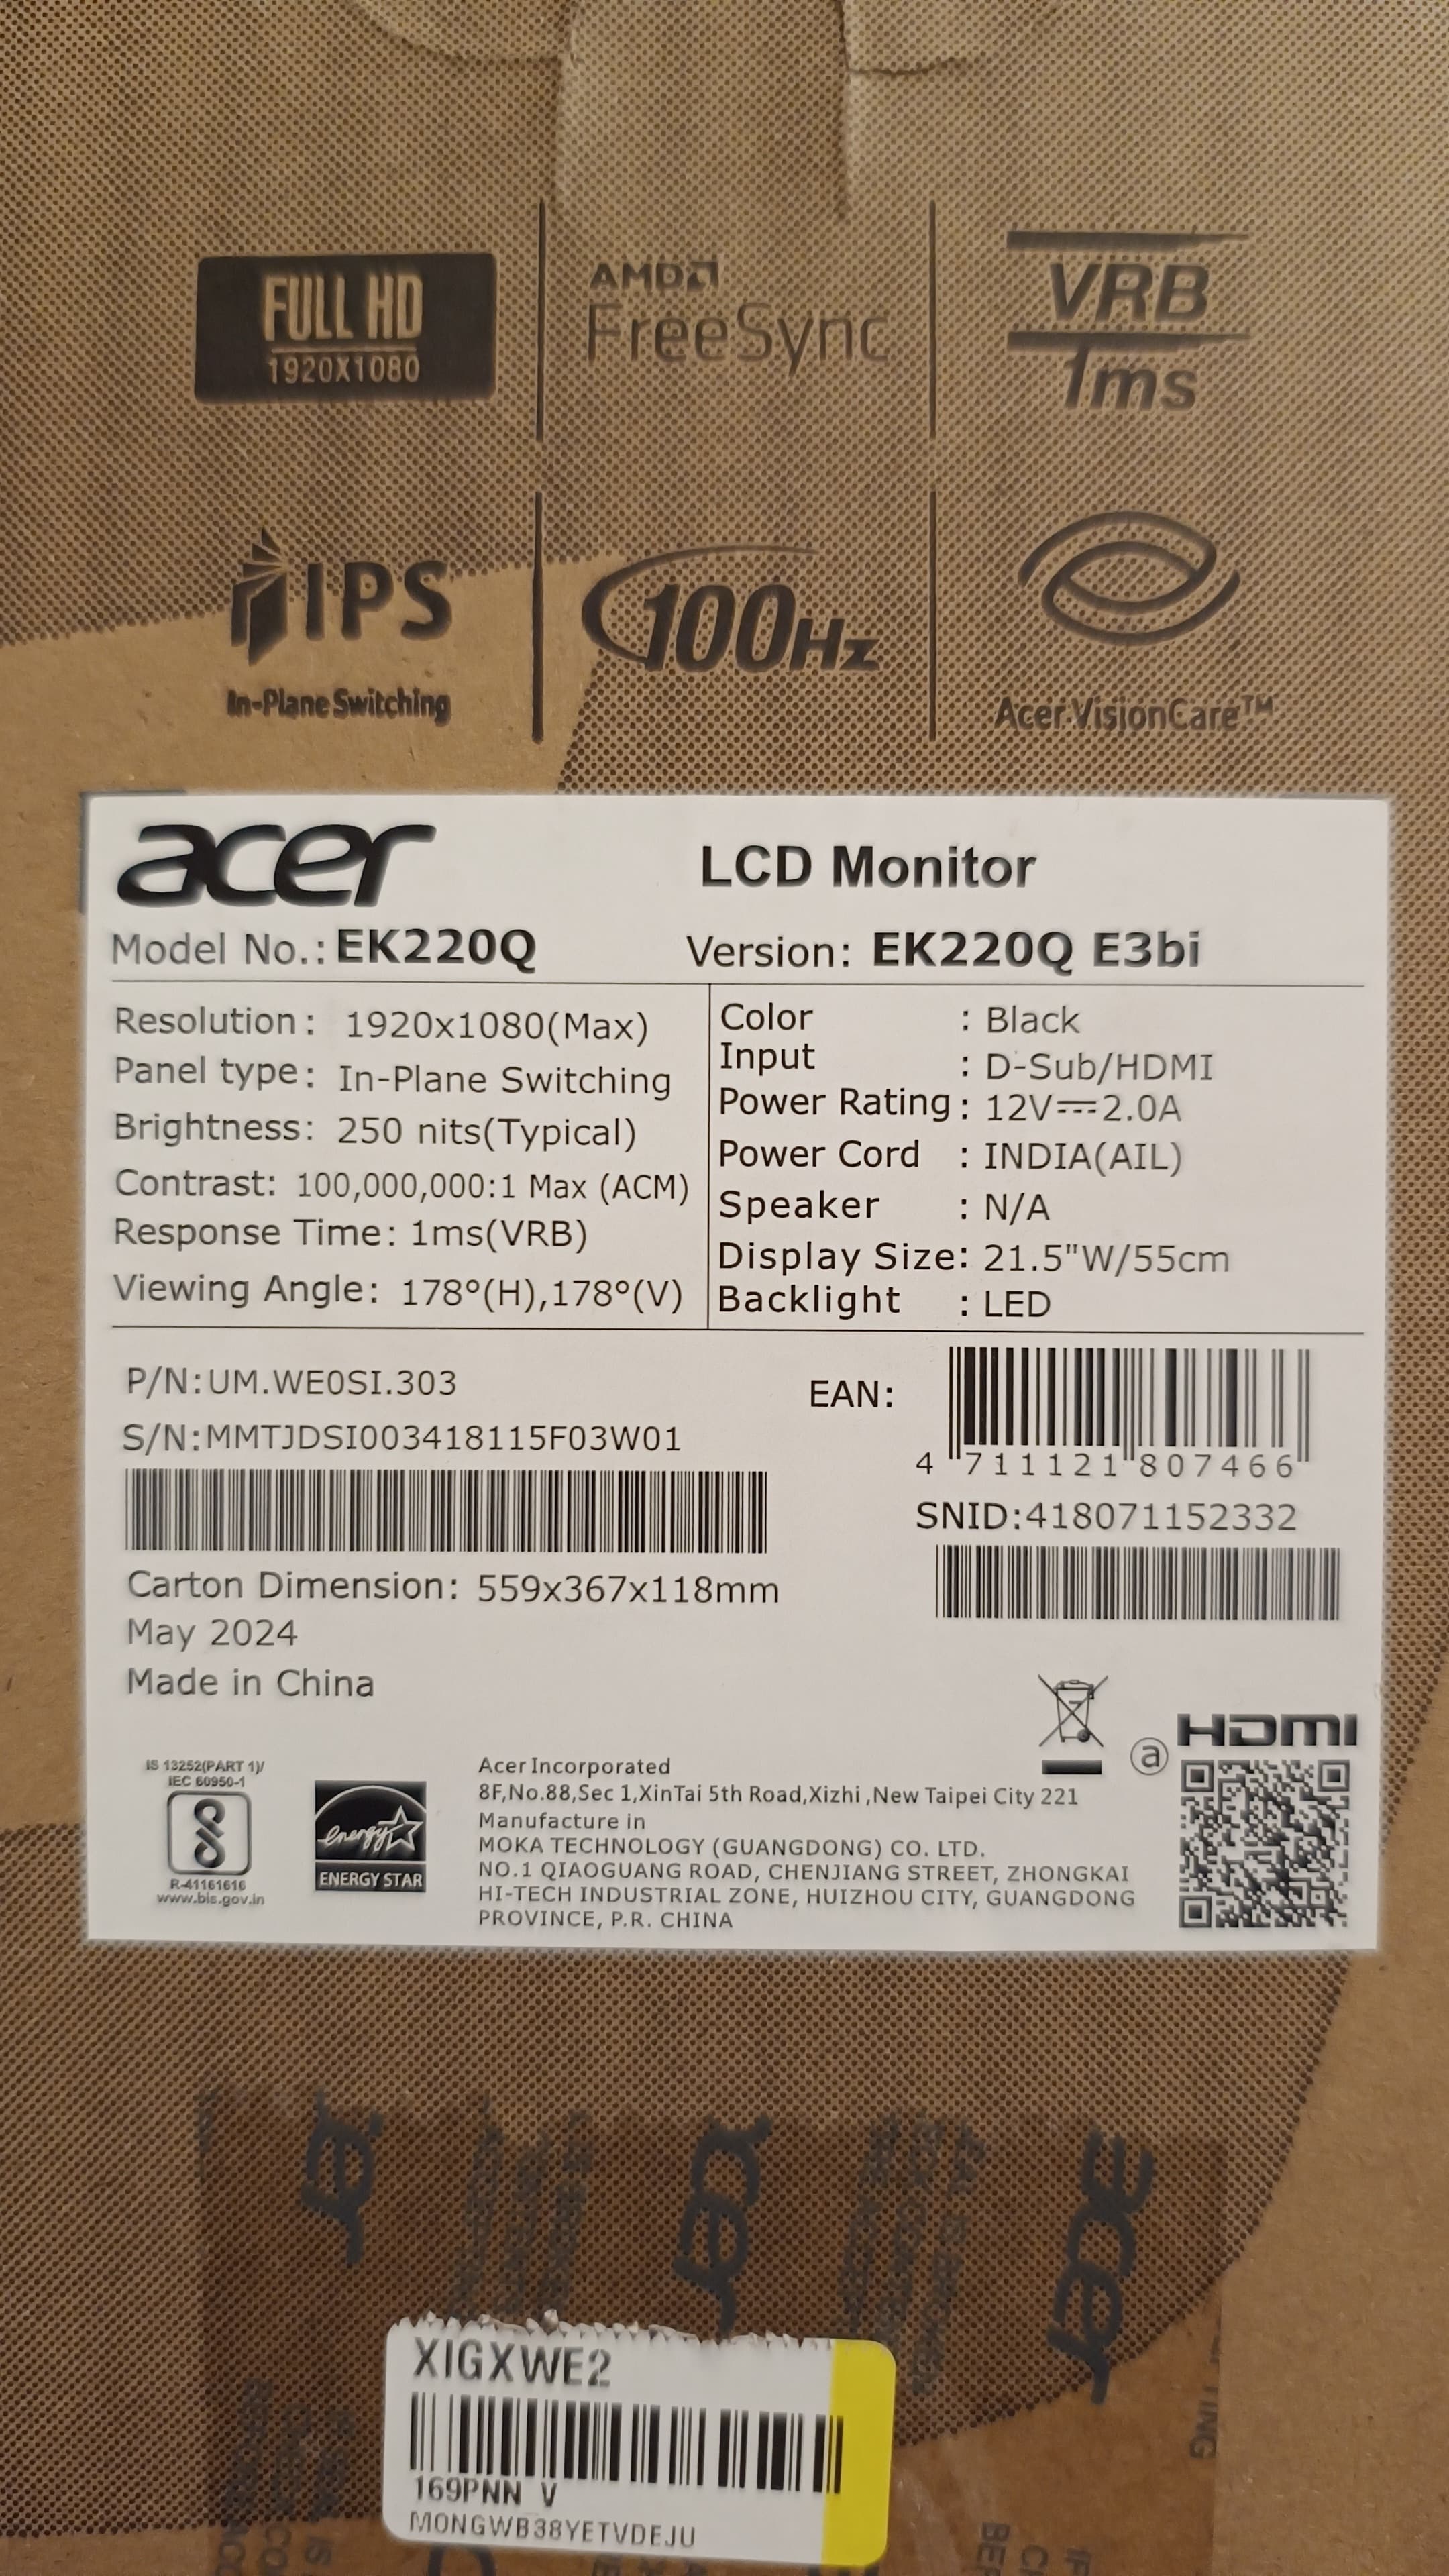 FULL HD
1920X1080
AMD
FreeSync
VRB
1ms
IPS
In-Plane Switching
100Hz
Acer VisionCare™
acer
LCD Monitor
Model No.: EK220Q
Version: EK220Q E3bi
Resolution: 1920x1080(Max)
Panel type: In-Plane Switching
Brightness: 250 nits(Typical)
Contrast: 100,000,000:1 Max (ACM)
Response Time: 1ms(VRB)
Viewing Angle: 178°(H),178°(V)
Color : Black
Input : D-Sub/HDMI
Power Rating: 12V⎓2.0A
Power Cord : INDIA(AIL)
Speaker : N/A
Display Size: 21.5"W/55cm
Backlight : LED
P/N:UM.WE0SI.303
S/N:MMTJDSI003418115F03W01
EAN:
4 711121 807466
SNID:418071152332
Carton Dimension: 559x367x118mm
May 2024
Made in China
HDMI
IS 13252(PART 1)/
IEC 60950-1
R-41161616
www.bis.gov.in
energy
ENERGY STAR
Acer Incorporated
8F,No.88,Sec 1,XinTai 5th Road,Xizhi ,New Taipei City 221
Manufacture in
MOKA TECHNOLOGY (GUANGDONG) CO. LTD.
NO.1 QIAOGUANG ROAD, CHENJIANG STREET, ZHONGKAI
HI-TECH INDUSTRIAL ZONE, HUIZHOU CITY, GUANGDONG
PROVINCE, P.R. CHINA
ⓐ
acer
acer
acer
XIGXWE2
169PNN V
MONGWB38YETVDEJU